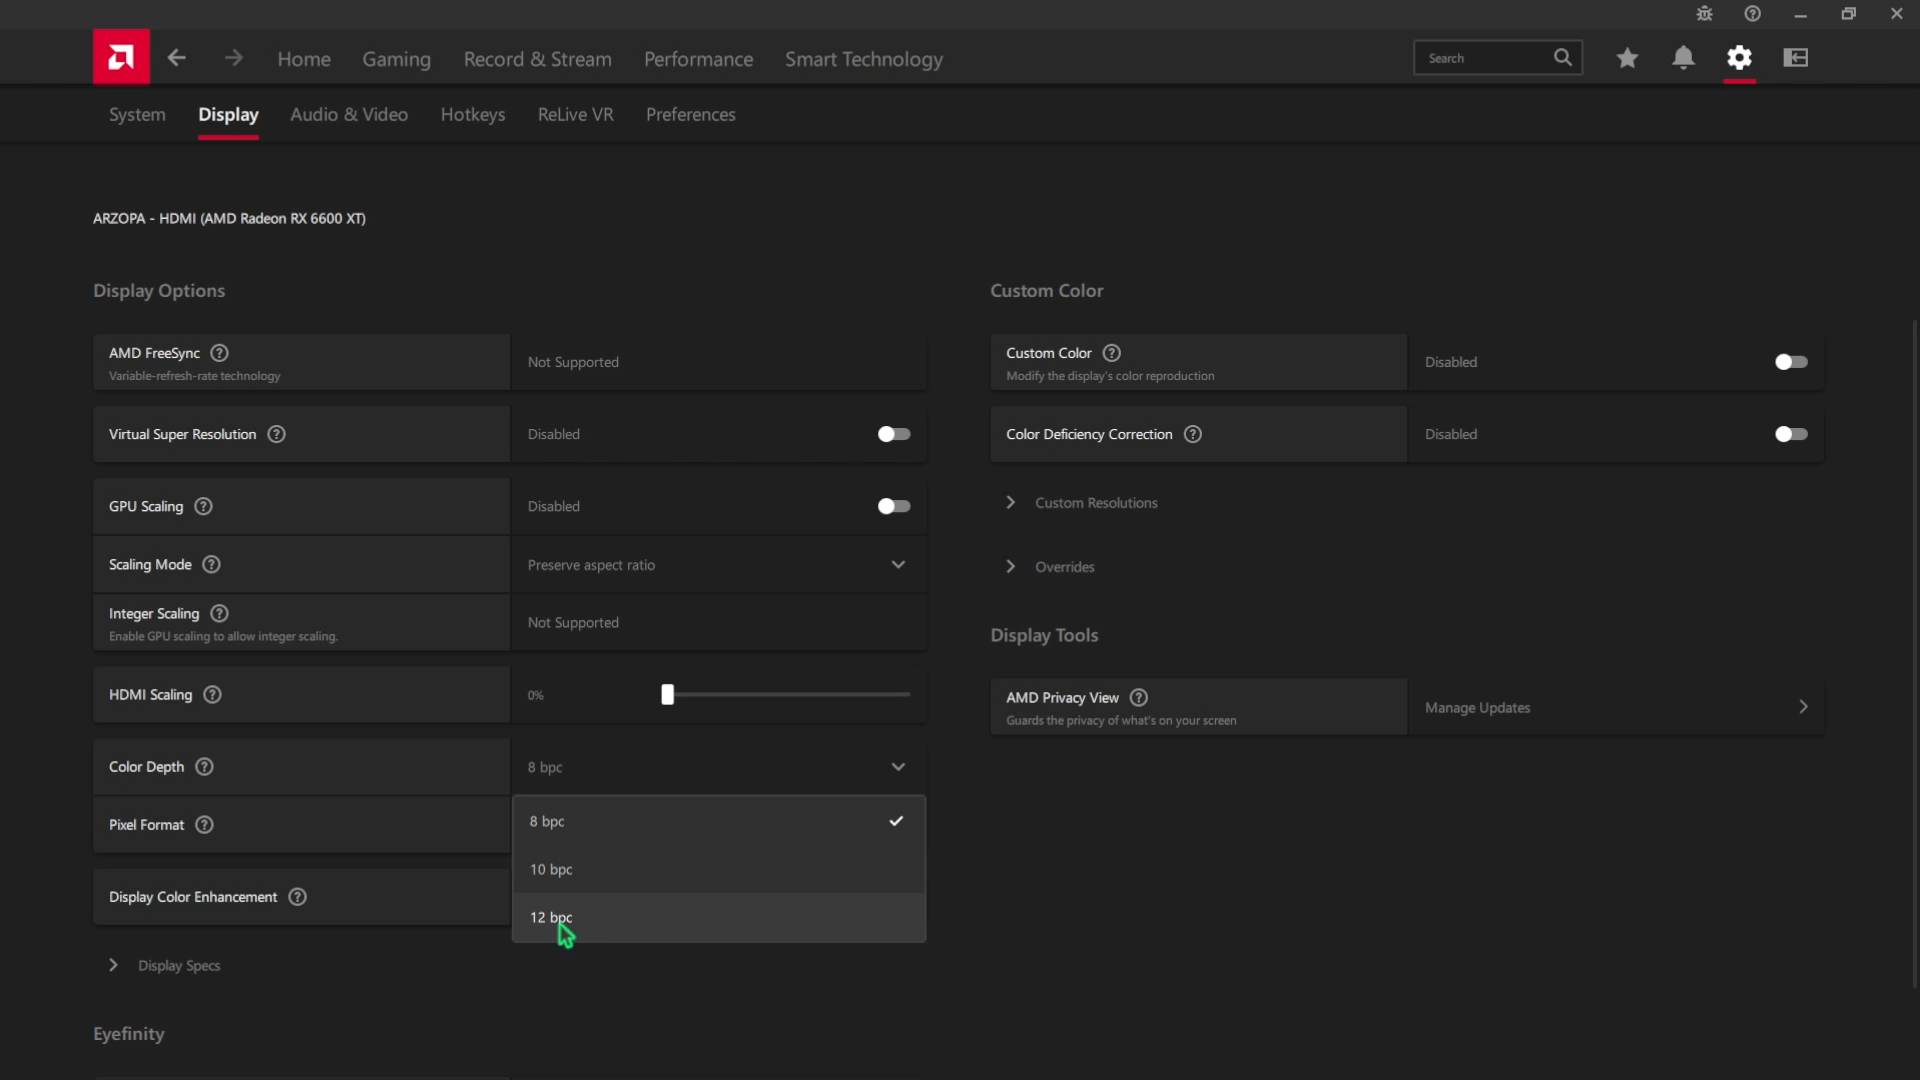 Home Gaming Record & Stream Performance Smart Technology Search
System Display Audio & Video Hotkeys ReLive VR Preferences
ARZOPA - HDMI (AMD Radeon RX 6600 XT)
Display Options
AMD FreeSync
Variable-refresh-rate technology
Not Supported
Virtual Super Resolution
Disabled
GPU Scaling
Disabled
Scaling Mode
Preserve aspect ratio
Integer Scaling
Enable GPU scaling to allow integer scaling.
Not Supported
HDMI Scaling
0%
Color Depth
8 bpc
8 bpc
10 bpc
12 bpc
Pixel Format
Display Color Enhancement
Display Specs
Eyefinity
Custom Color
Custom Color
Modify the display's color reproduction
Disabled
Color Deficiency Correction
Disabled
Custom Resolutions
Overrides
Display Tools
AMD Privacy View
Guards the privacy of what's on your screen
Manage Updates